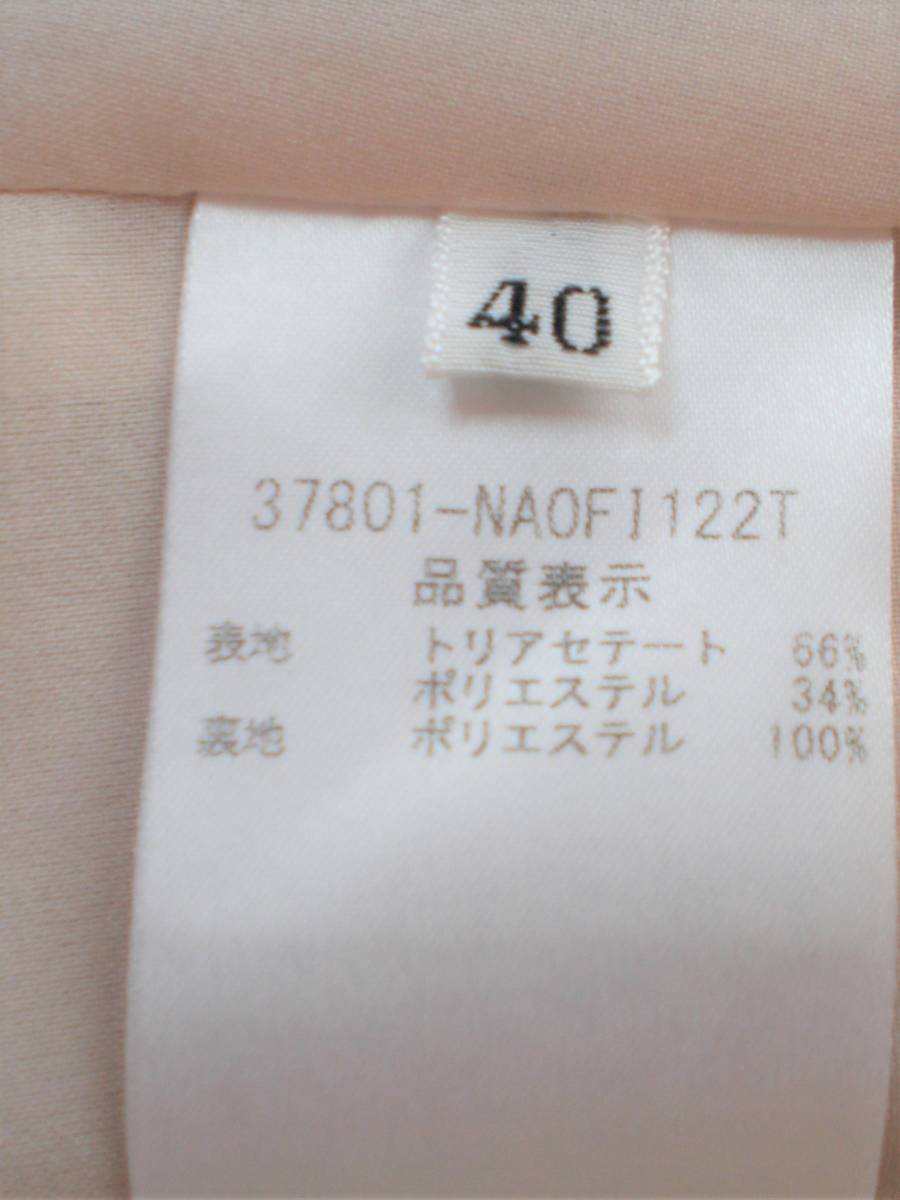 40
37801-NAOFI122T
品質表示
表地 トリアセテート 66%
ポリエステル 34%
裏地 ポリエステル 100%